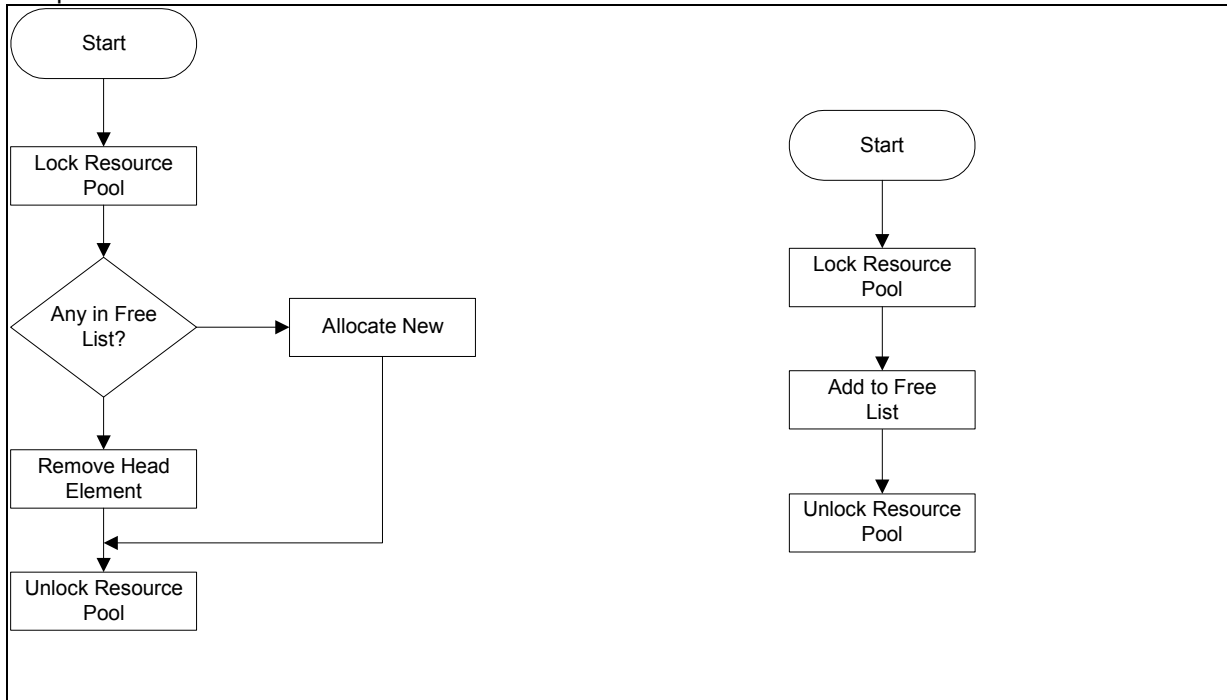 Start
Lock Resource
Pool
Any in Free
List?
Allocate New
Remove Head
Element
Unlock Resource
Pool
Start
Lock Resource
Pool
Add to Free
List
Unlock Resource
Pool